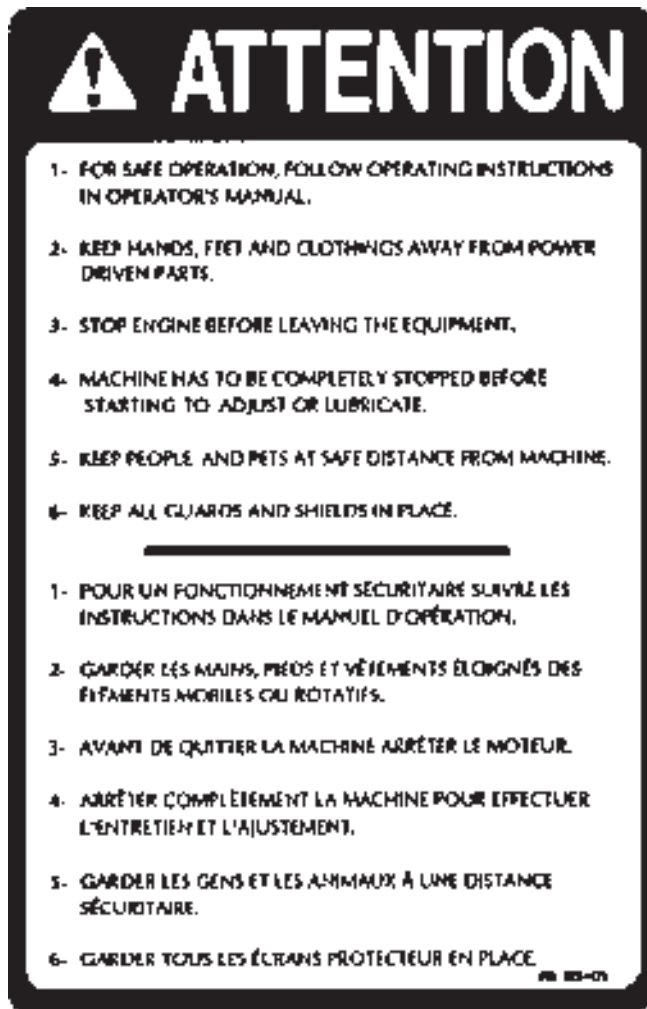 ATTENTION
1- FOR SAFE OPERATION, FOLLOW OPERATING INSTRUCTIONS
IN OPERATOR'S MANUAL.
2- KEEP HANDS, FEET AND CLOTHINGS AWAY FROM POWER
DRIVEN PARTS.
3- STOP ENGINE BEFORE LEAVING THE EQUIPMENT.
4- MACHINE HAS TO BE COMPLETELY STOPPED BEFORE
STARTING TO ADJUST OR LUBRICATE.
5- KEEP PEOPLE AND PETS AT SAFE DISTANCE FROM MACHINE.
6- KEEP ALL GUARDS AND SHIELDS IN PLACE.
1- POUR UN FONCTIONNEMENT SÉCURITAIRE SUIVRE LES
INSTRUCTIONS DANS LE MANUEL D'OPÉRATION.
2- GARDER LES MAINS, PIEDS ET VÊTEMENTS ÉLOIGNÉS DES
ÉLÉMENTS MOBILES OU ROTATIFS.
3- AVANT DE QUITTER LA MACHINE ARRÊTER LE MOTEUR.
4- ARRÊTER COMPLÈTEMENT LA MACHINE POUR EFFECTUER
L'ENTRETIEN ET L'AJUSTEMENT.
5- GARDER LES GENS ET LES ANIMAUX À UNE DISTANCE
SÉCURITAIRE.
6- GARDER TOUS LES ÉCRANS PROTECTEUR EN PLACE